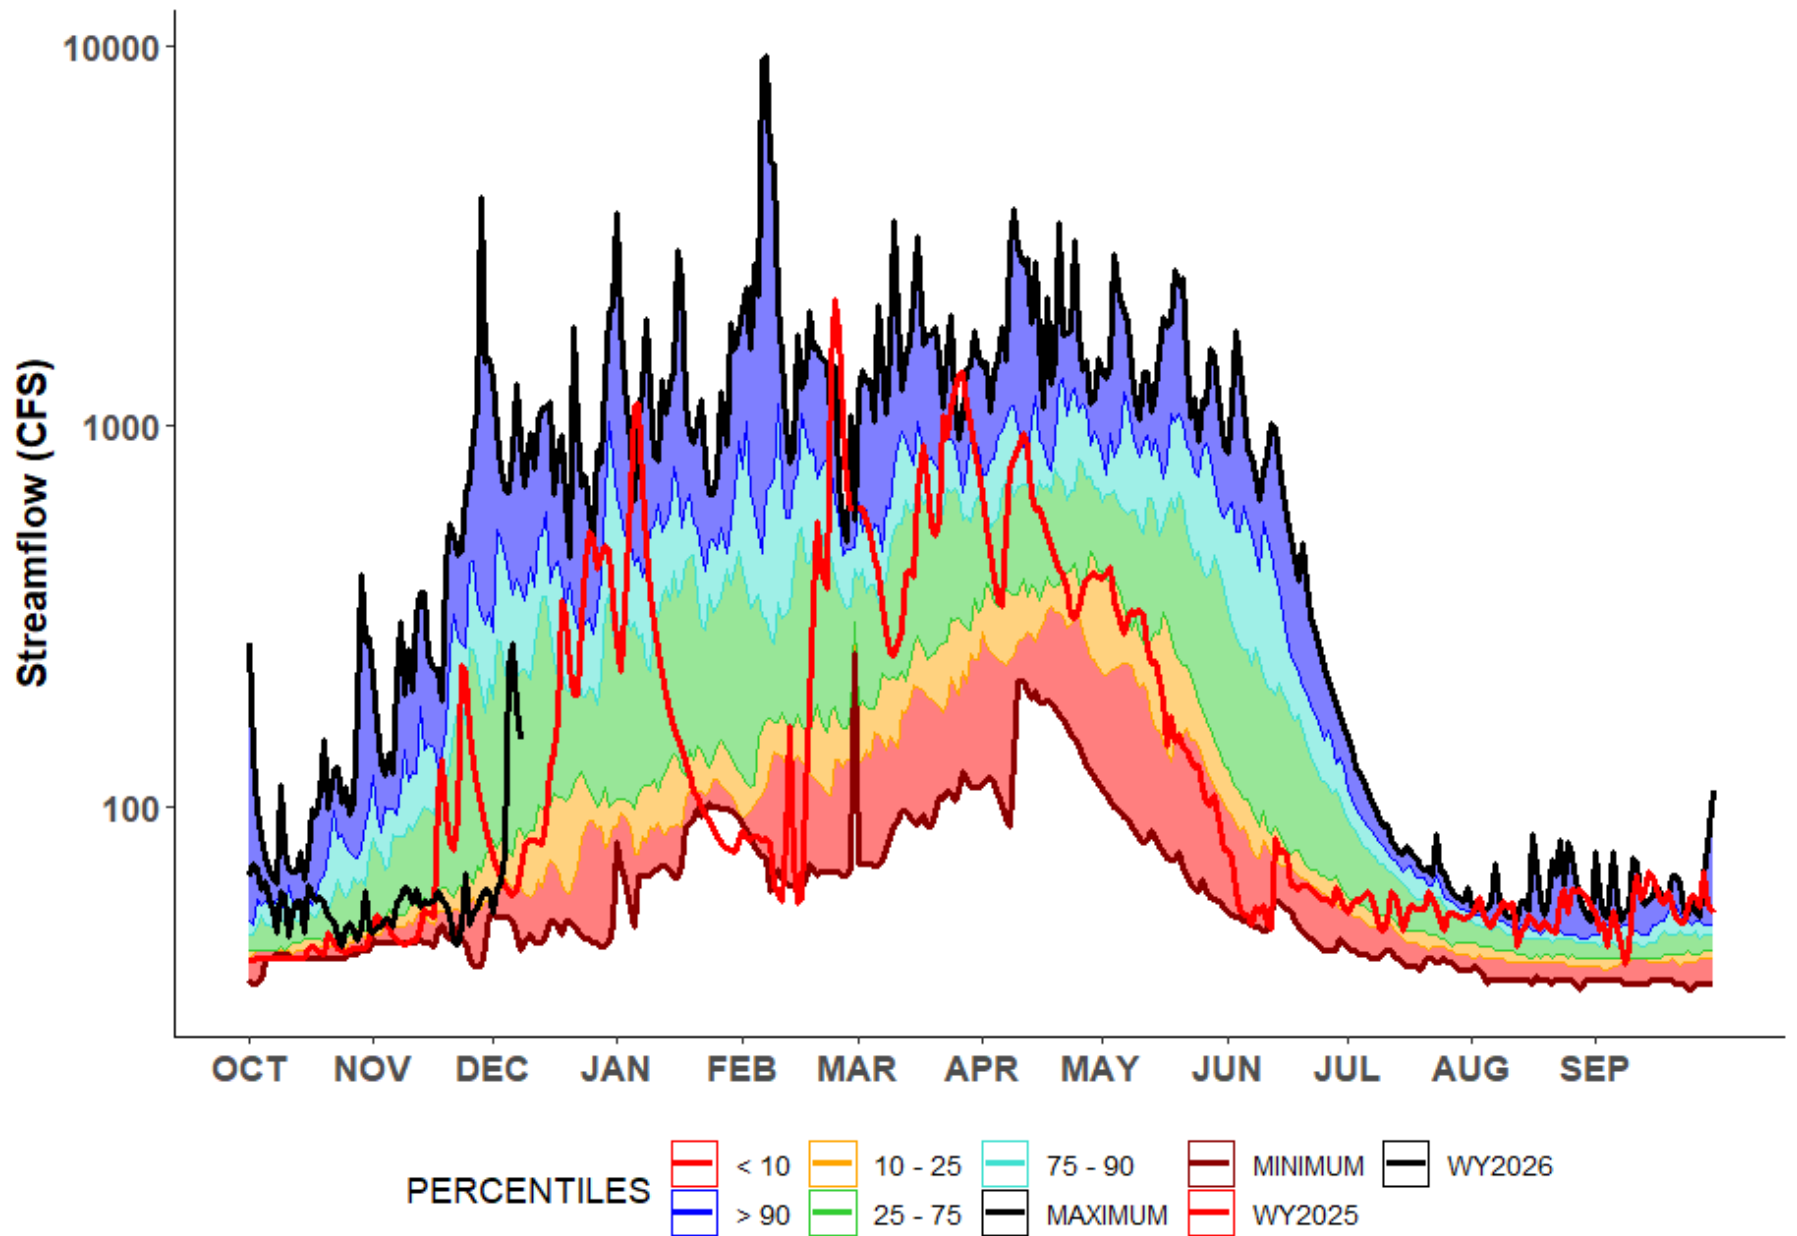 10000
1000
100
Streamflow (CFS)
OCT NOV DEC JAN FEB MAR APR MAY JUN JUL AUG SEP
PERCENTILES
< 10 10 - 25 75 - 90 MINIMUM WY2026
> 90 25 - 75 MAXIMUM WY2025